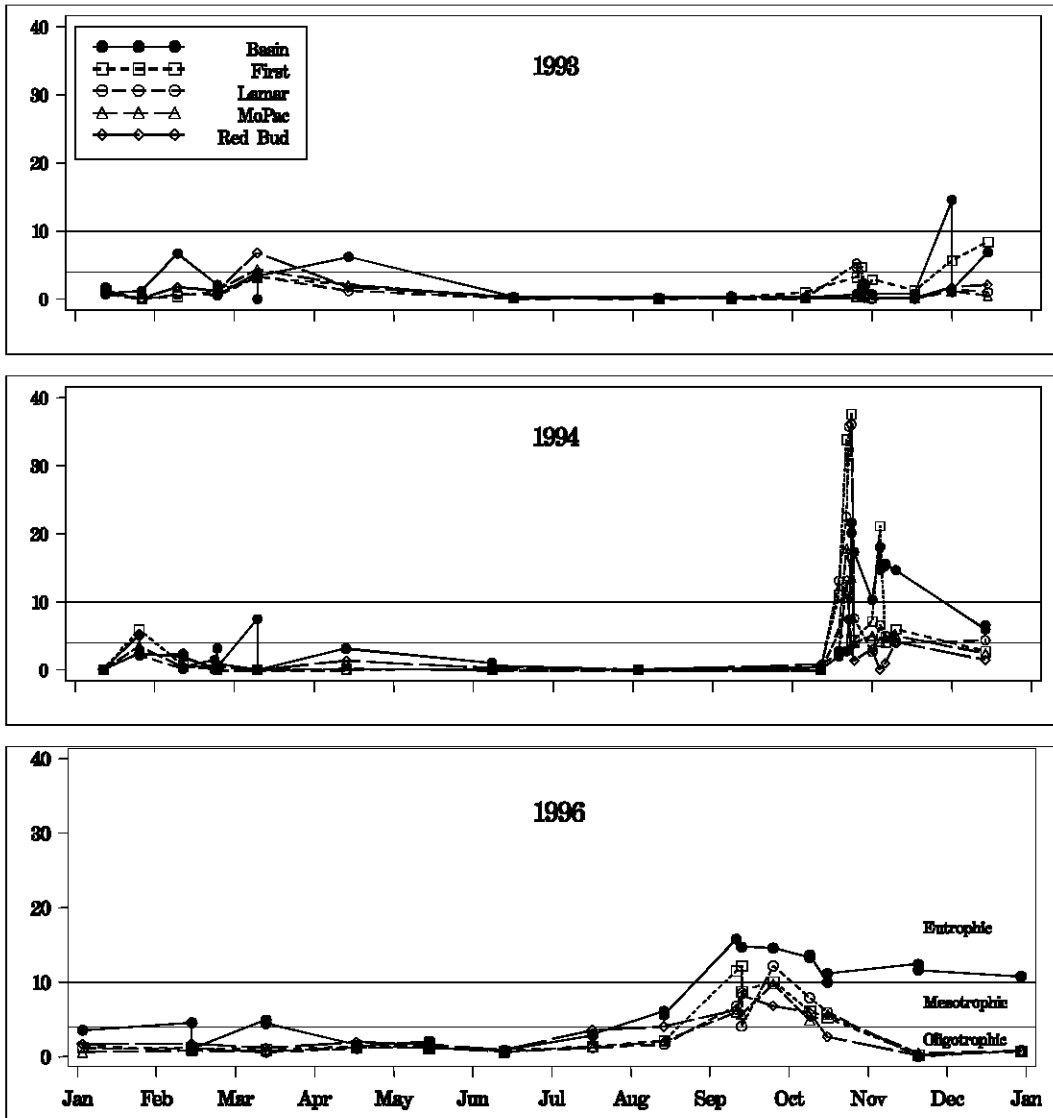 40
30
20
10
0
Basin
First
Lamar
MoPac
Red Bud
1993
40
30
20
10
0
1994
40
30
20
10
0
1996
Eutrophic
Mesotrophic
Oligotrophic
Jan Feb Mar Apr May Jun Jul Aug Sep Oct Nov Dec Jan